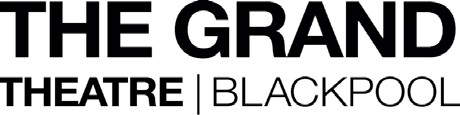 THE GRAND
THEATRE | BLACKPOOL